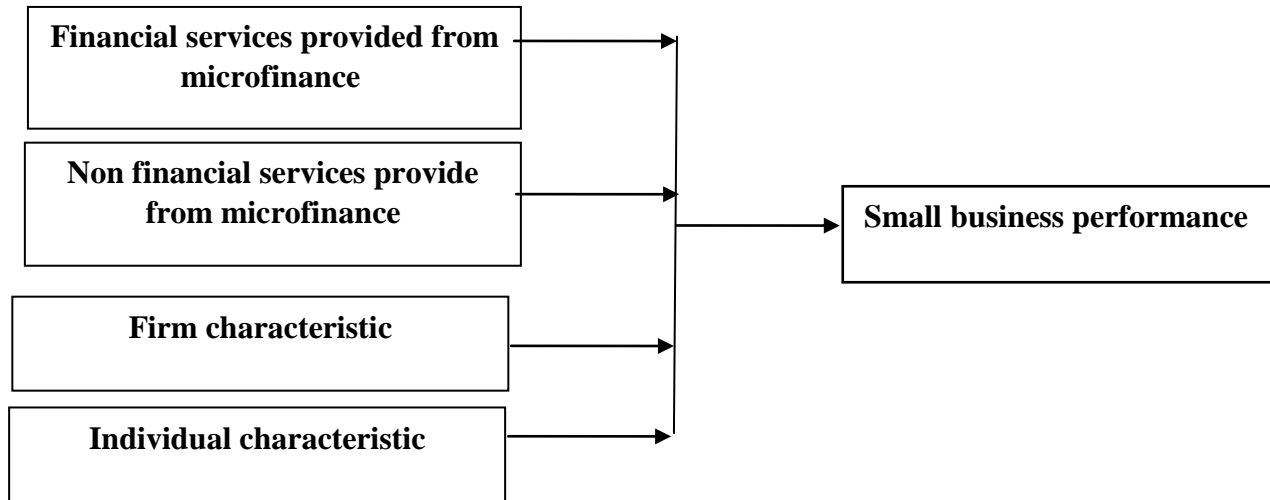 Financial services provided from
microfinance
Non financial services provide
from microfinance
Small business performance
Firm characteristic
Individual characteristic